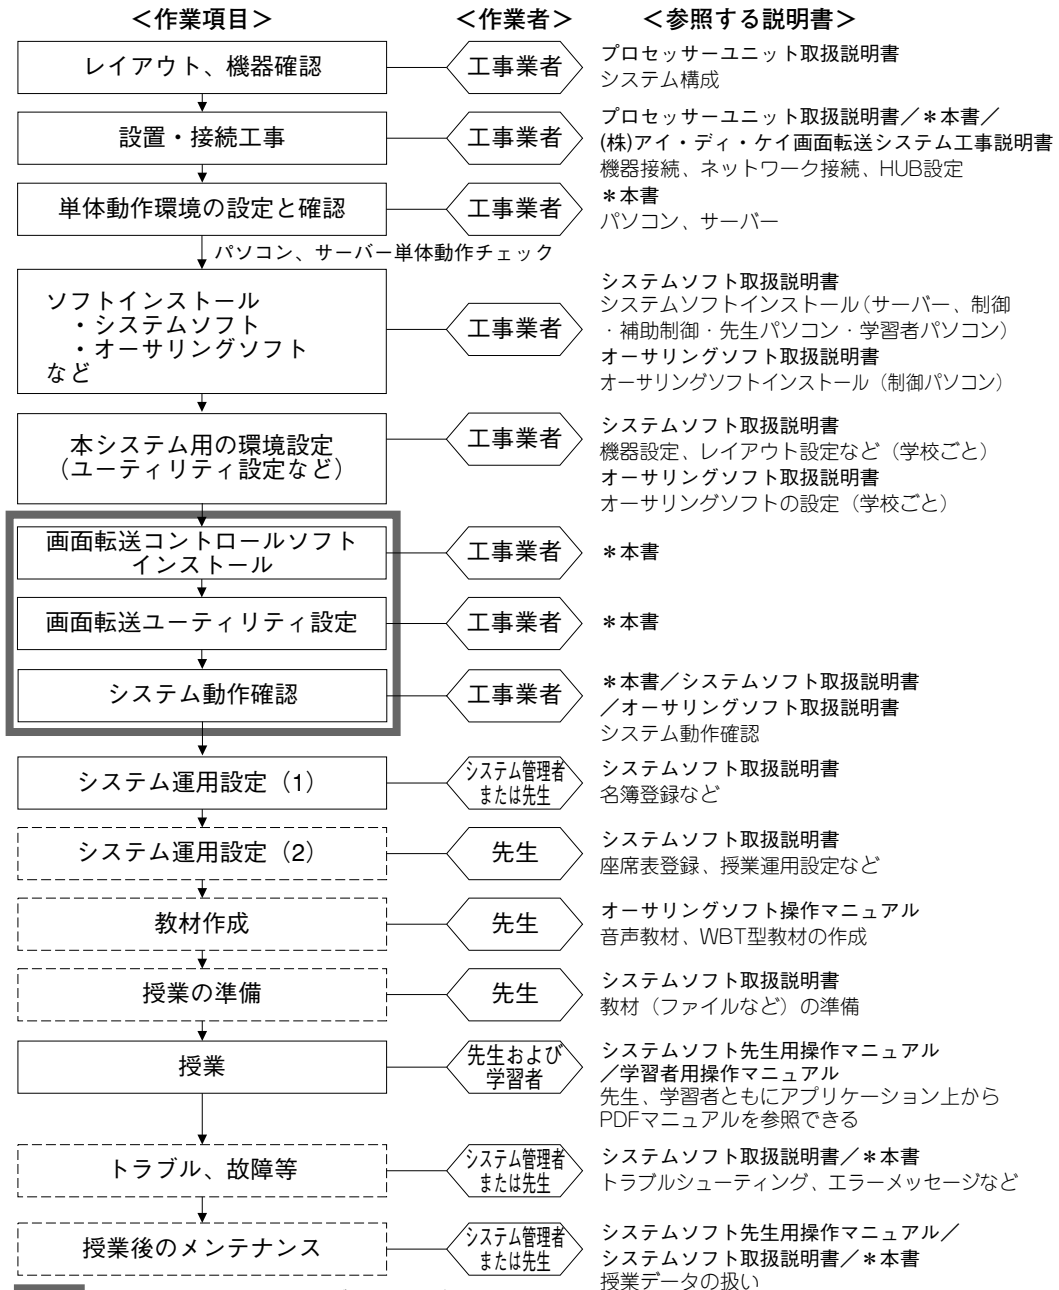 ＜作業項目＞
＜作業者＞
＜参照する説明書＞
レイアウト、機器確認
工事業者
プロセッサーユニット取扱説明書
システム構成
設置・接続工事
工事業者
プロセッサーユニット取扱説明書／＊本書／
(株)アイ・ディ・ケイ画面転送システム工事説明書
機器接続、ネットワーク接続、HUB設定
単体動作環境の設定と確認
工事業者
＊本書
パソコン、サーバー
パソコン、サーバー単体動作チェック
ソフトインストール
・システムソフト
・オーサリングソフト
など
工事業者
システムソフト取扱説明書
システムソフトインストール（サーバー、制御
・補助制御・先生パソコン・学習者パソコン）
オーサリングソフト取扱説明書
オーサリングソフトインストール（制御パソコン）
本システム用の環境設定
（ユーティリティ設定など）
工事業者
システムソフト取扱説明書
機器設定、レイアウト設定など（学校ごと）
オーサリングソフト取扱説明書
オーサリングソフトの設定（学校ごと）
画面転送コントロールソフト
インストール
工事業者
＊本書
画面転送ユーティリティ設定
工事業者
＊本書
システム動作確認
工事業者
＊本書／システムソフト取扱説明書
／オーサリングソフト取扱説明書
システム動作確認
システム運用設定（1）
システム管理者
または先生
システムソフト取扱説明書
名簿登録など
システム運用設定（2）
先生
システムソフト取扱説明書
座席表登録、授業運用設定など
教材作成
先生
オーサリングソフト操作マニュアル
音声教材、WBT型教材の作成
授業の準備
先生
システムソフト取扱説明書
教材（ファイルなど）の準備
授業
先生および
学習者
システムソフト先生用操作マニュアル
／学習者用操作マニュアル
先生、学習者ともにアプリケーション上から
PDFマニュアルを参照できる
トラブル、故障等
システム管理者
または先生
システムソフト取扱説明書／＊本書
トラブルシューティング、エラーメッセージなど
授業後のメンテナンス
システム管理者
または先生
システムソフト先生用操作マニュアル／
システムソフト取扱説明書／＊本書
授業データの扱い